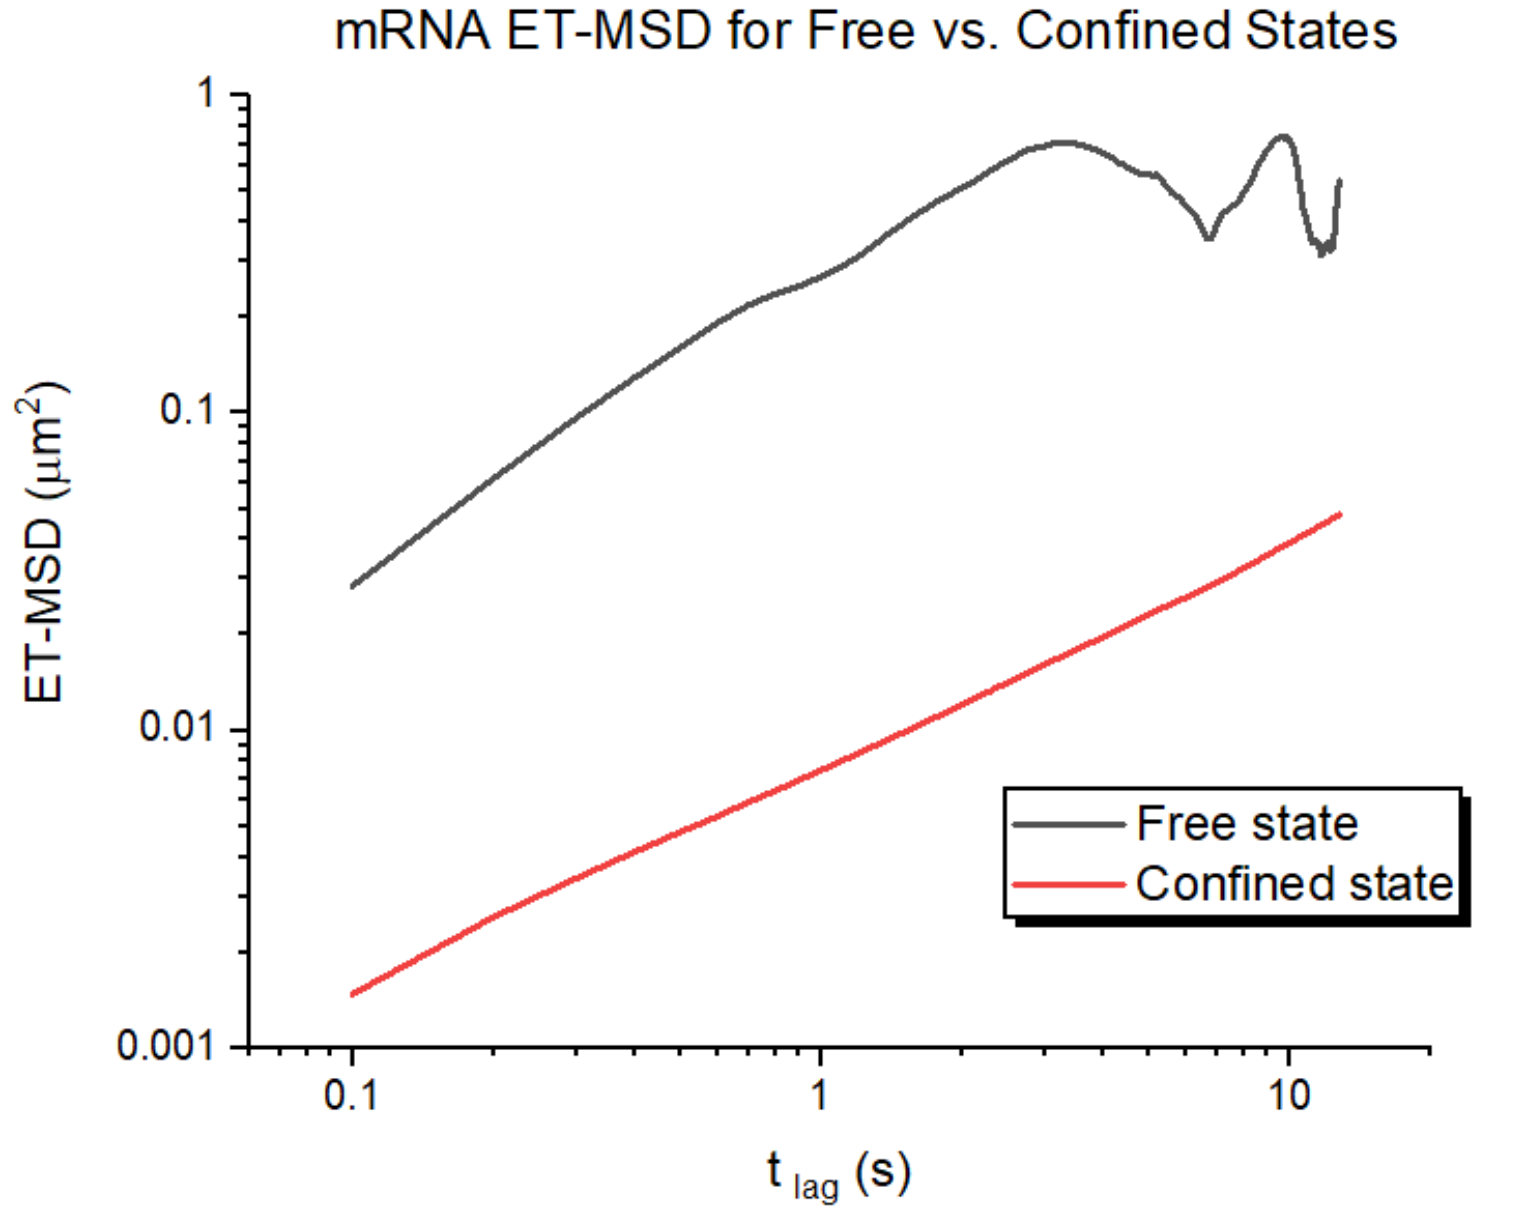 mRNA ET-MSD for Free vs. Confined States
ET-MSD (μm²)
1
0.1
0.01
0.001
0.1
1
10
t lag (s)
Free state
Confined state